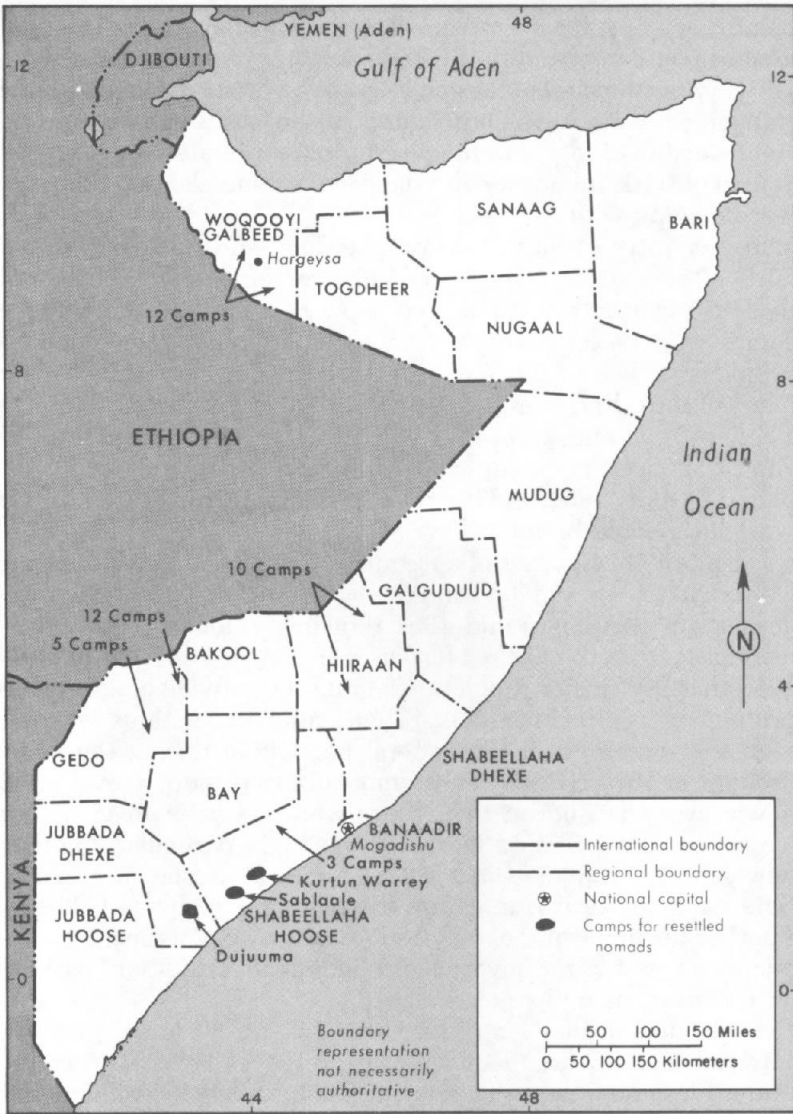 48
YEMEN (Aden)
DJIBOUTI
12
Gulf of Aden
12
WOQOOYI
GALBEED
Hargeysa
SANAAG
BARI
TOGDHEER
12 Camps
NUGAAL
8
8
ETHIOPIA
Indian
Ocean
MUDUG
10 Camps
GALGUDUUD
N
12 Camps
5 Camps
BAKOOL
HIIRAAN
4
GEDO
SHABEELLAHA
DHEXE
BAY
JUBBADA
DHEXE
BANAADIR
Mogadishu
3 Camps
Kurtun Warrey
Sablaale
SHABEELLAHA
HOOSE
Dujuuma
KENYA
JUBBADA
HOOSE
International boundary
Regional boundary
National capital
Camps for resettled
nomads
0
0
Boundary
representation
not necessarily
authoritative
0 50 100 150 Miles
0 50 100 150 Kilometers
44
48